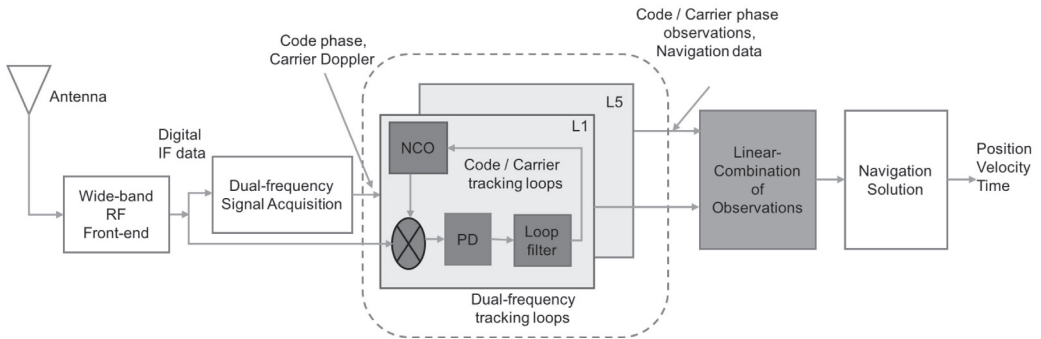 Antenna
Wide-band
RF
Front-end
Digital
IF data
Dual-frequency
Signal Acquisition
Code phase,
Carrier Doppler
L5
L1
NCO
Code / Carrier
tracking loops
PD
Loop
filter
Dual-frequency
tracking loops
Code / Carrier phase
observations,
Navigation data
Linear-
Combination
of
Observations
Navigation
Solution
Position
Velocity
Time